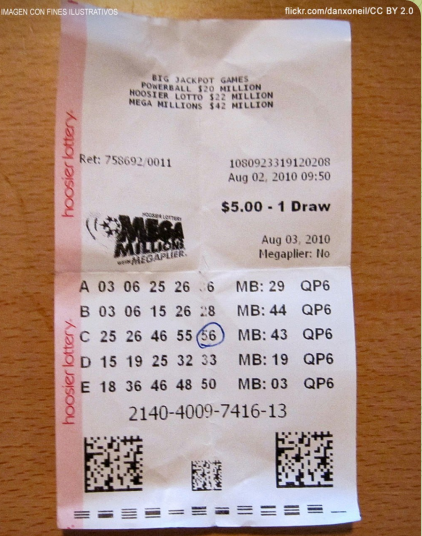 IMAGEN CON FINES ILUSTRATIVOS
flickr.com/danxoneil/CC BY 2.0
BIG JACKPOT GAMES
POWERBALL $20 MILLION
HOOSIER LOTTO $22 MILLION
MEGA MILLIONS $42 MILLION
hoosier lottery.
Ret: 758692/0011
1080923319120208
Aug 02, 2010 09:50
$5.00 - 1 Draw
HOOSIER LOTTERY
MEGA
MILLIONS
WITH MEGAPLIER.
Aug 03, 2010
Megaplier: No
A 03 06 25 26 MB: 29 QP6
B 03 06 15 26 28 MB: 44 QP6
C 25 26 46 55 56 MB: 43 QP6
D 15 19 25 32 33 MB: 19 QP6
E 18 36 46 48 50 MB: 03 QP6
hoosier lottery.
2140-4009-7416-13